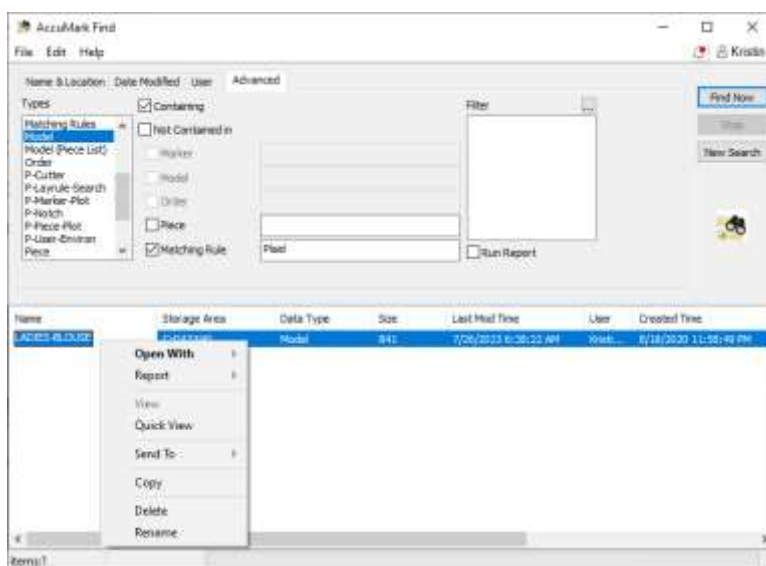 AccuMark Find
File Edit Help
Kristin
Name & Location Date Modified User Advanced
Types
Matching Rules
Model
Model (Piece List)
Order
P-Cutter
P-Layrule-Search
P-Marker-Plot
P-Notch
P-Piece-Plot
P-User-Environ
Piece
Containing
Not Contained in
Marker
Model
Order
Piece
Matching Rule Plaid
Filter ...
Run Report
Find Now
Stop
New Search
Name Storage Area Data Type Size Last Mod Time User Created Time
LADIES-BLOUSE Model 841 7/26/2023 6:38:22 AM Kristi... 8/18/2020 11:58:49 PM
Open With
Report
View
Quick View
Send To
Copy
Delete
Rename
Items:1